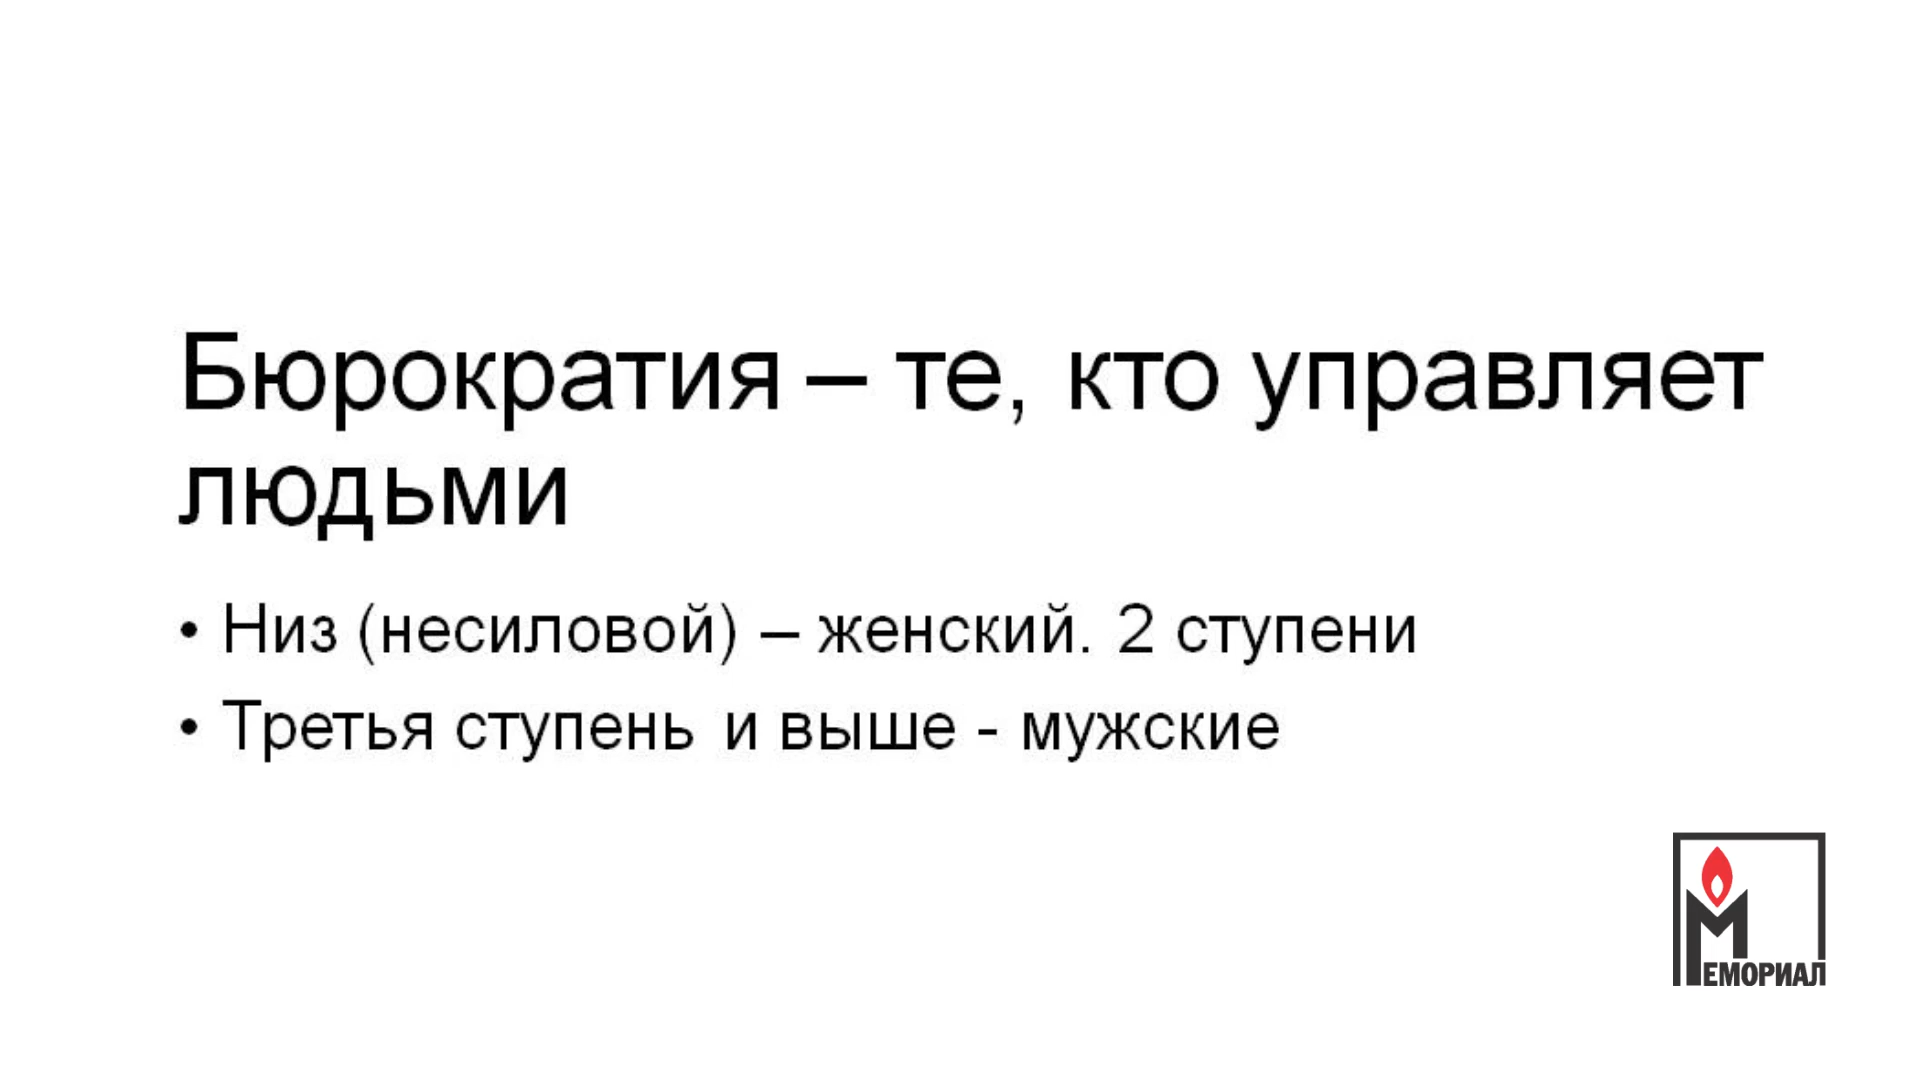 Бюрократия – те, кто управляет
людьми
• Низ (несиловой) – женский. 2 ступени
• Третья ступень и выше - мужские
МЕМОРИАЛ